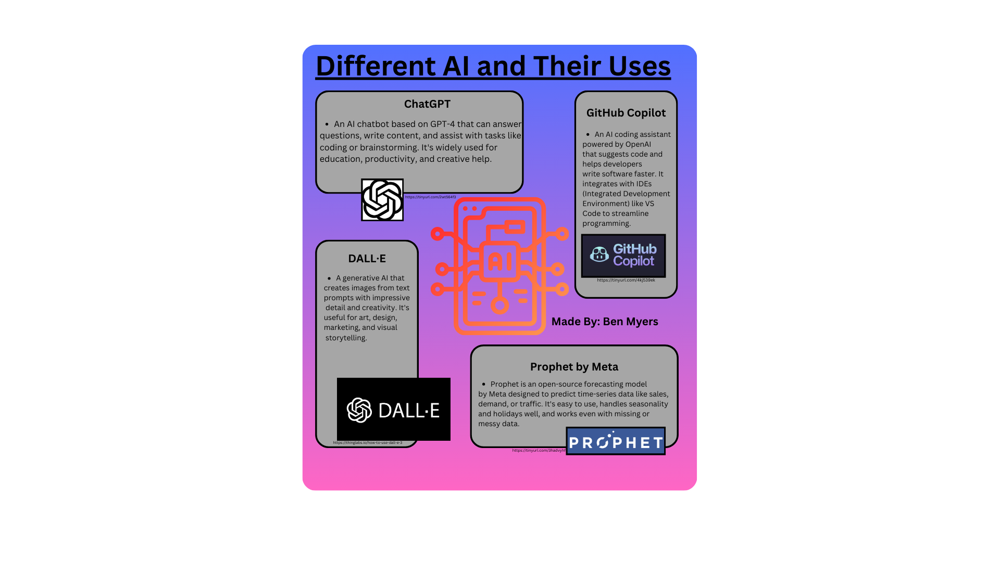 Different AI and Their Uses
ChatGPT
• An AI chatbot based on GPT-4 that can answer
questions, write content, and assist with tasks like
coding or brainstorming. It's widely used for
education, productivity, and creative help.
https://tinyurl.com/2wt564f3
GitHub Copilot
• An AI coding assistant
powered by OpenAI
that suggests code and
helps developers
write software faster. It
integrates with IDEs
(Integrated Development
Environment) like VS
Code to streamline
programming.
GitHub
Copilot
https://tinyurl.com/4kj539ek
AI
DALL·E
• A generative AI that
creates images from text
prompts with impressive
detail and creativity. It's
useful for art, design,
marketing, and visual
storytelling.
DALL·E
https://thinglabs.io/how-to-use-dall-e-3
Made By: Ben Myers
Prophet by Meta
• Prophet is an open-source forecasting model
by Meta designed to predict time-series data like sales,
demand, or traffic. It's easy to use, handles seasonality
and holidays well, and works even with missing or
messy data.
PROPHET